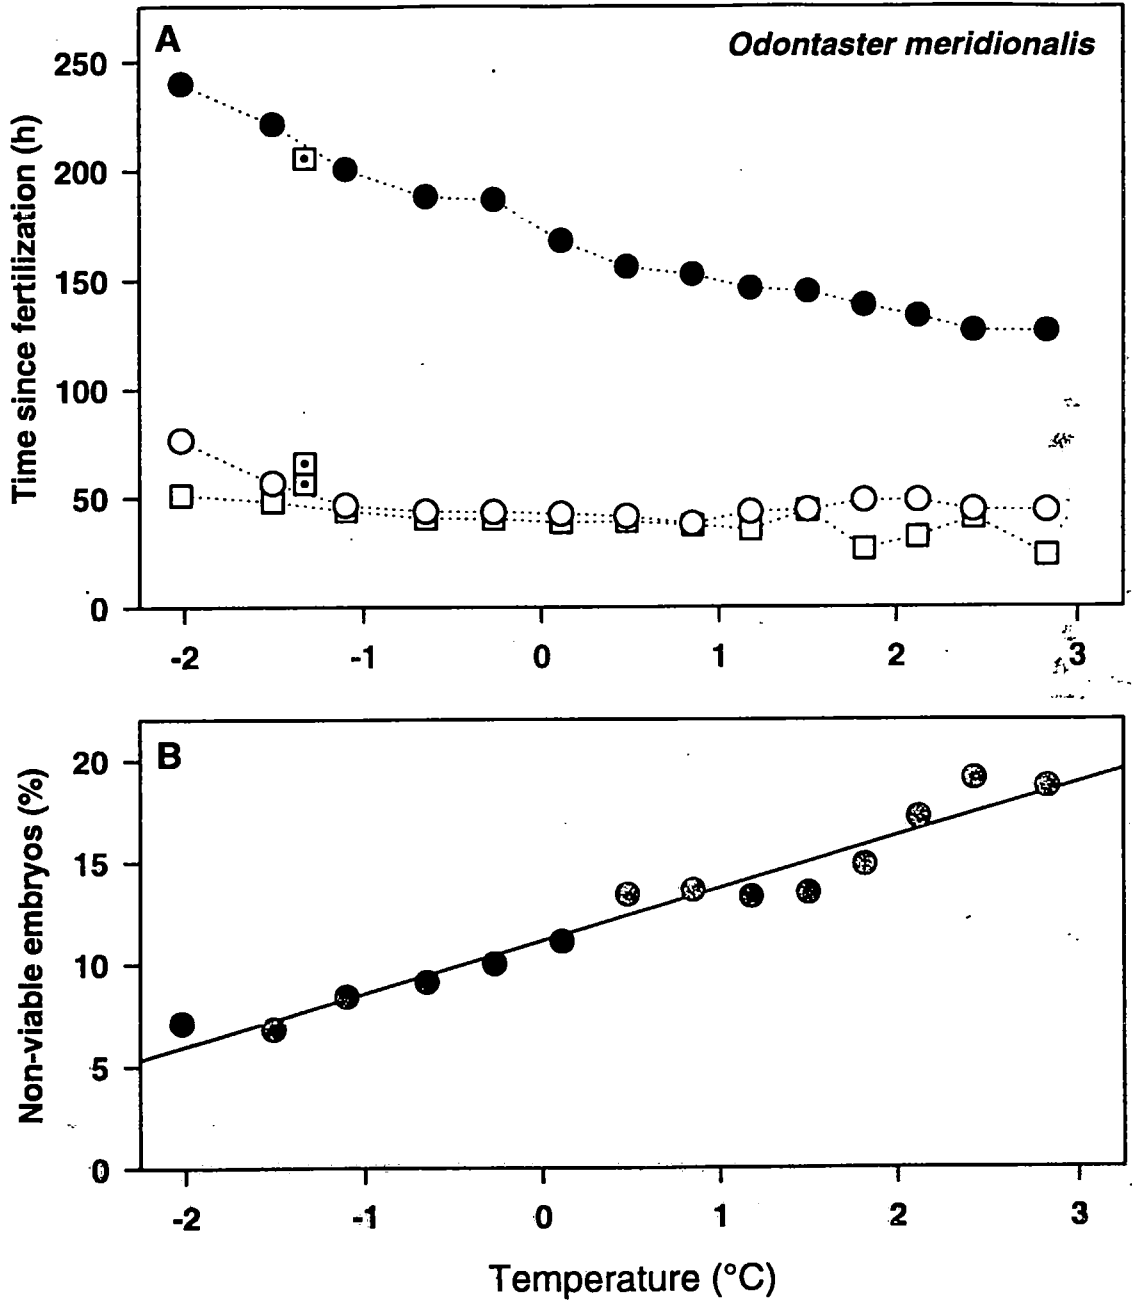 A
Odontaster meridionalis
Time since fertilization (h)
250
200
150
100
50
0
-2 -1 0 1 2 3
B
Non-viable embryos (%)
20
15
10
5
0
-2 -1 0 1 2 3
Temperature (°C)